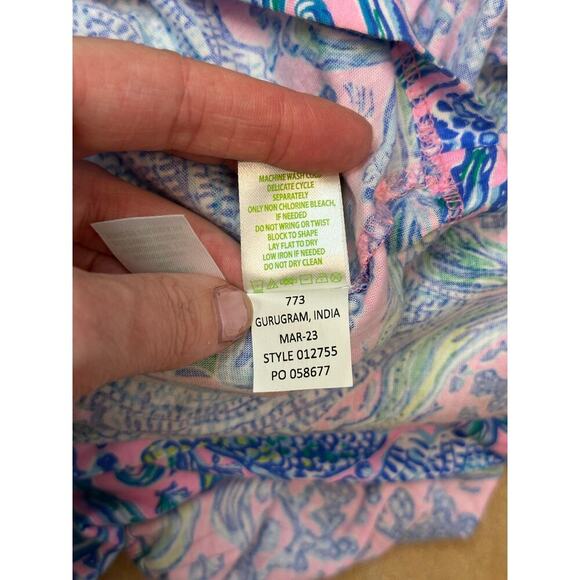 MACHINE WASH COLD
DELICATE CYCLE
SEPARATELY
ONLY NON CHLORINE BLEACH,
IF NEEDED
DO NOT WRING OR TWIST
BLOCK TO SHAPE
LAY FLAT TO DRY
LOW IRON IF NEEDED
DO NOT DRY CLEAN
773
GURUGRAM, INDIA
MAR-23
STYLE 012755
PO 058677